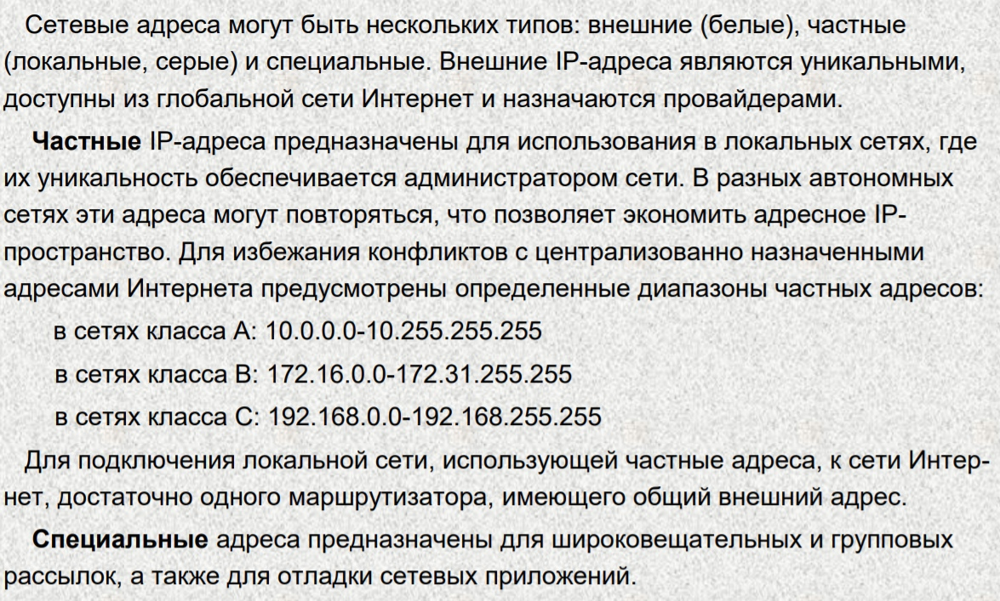 Сетевые адреса могут быть нескольких типов: внешние (белые), частные
(локальные, серые) и специальные. Внешние IP-адреса являются уникальными,
доступны из глобальной сети Интернет и назначаются провайдерами.
Частные IP-адреса предназначены для использования в локальных сетях, где
их уникальность обеспечивается администратором сети. В разных автономных
сетях эти адреса могут повторяться, что позволяет экономить адресное IP-
пространство. Для избежания конфликтов с централизованно назначенными
адресами Интернета предусмотрены определенные диапазоны частных адресов:
в сетях класса A: 10.0.0.0-10.255.255.255
в сетях класса B: 172.16.0.0-172.31.255.255
в сетях класса C: 192.168.0.0-192.168.255.255
Для подключения локальной сети, использующей частные адреса, к сети Интер-
нет, достаточно одного маршрутизатора, имеющего общий внешний адрес.
Специальные адреса предназначены для широковещательных и групповых
рассылок, а также для отладки сетевых приложений.